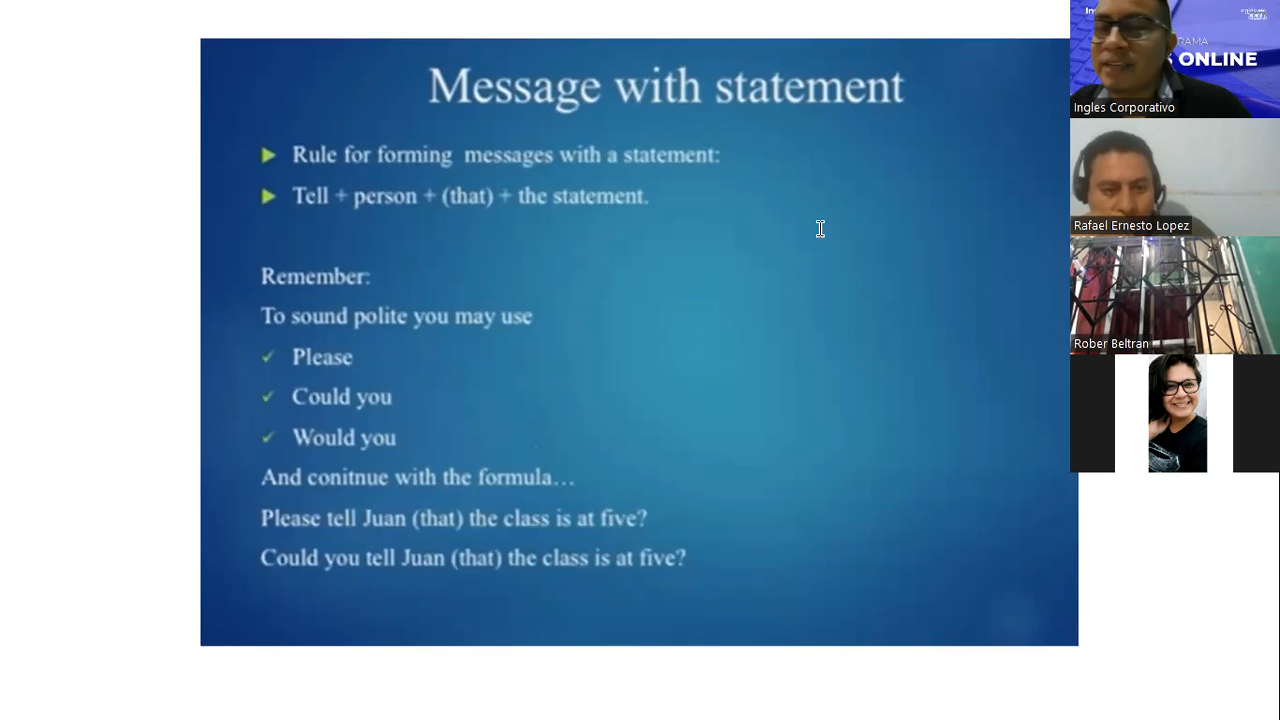 Message with statement
Rule for forming messages with a statement:
Tell + person + (that) + the statement.
Remember:
To sound polite you may use
Please
Could you
Would you
And conitnue with the formula…
Please tell Juan (that) the class is at five?
Could you tell Juan (that) the class is at five?
RAMA
ONLINE
Ingles Corporativo
Rafael Ernesto Lopez
Rober Beltran